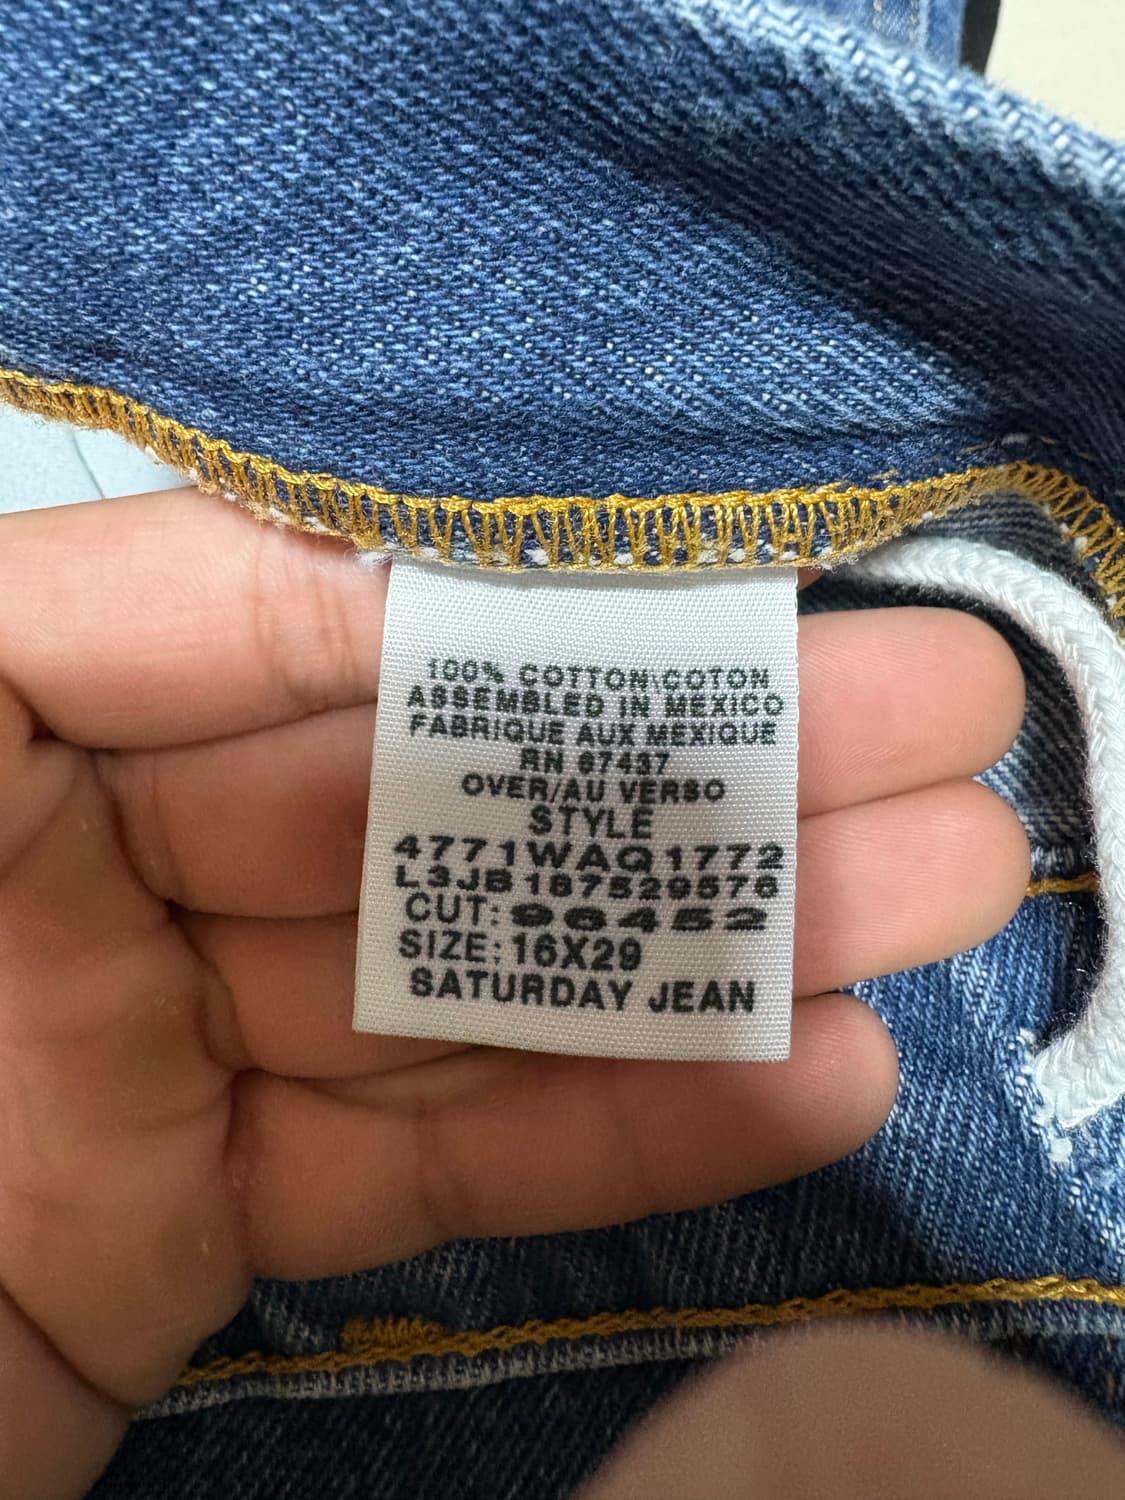 100% COTTON\COTON
ASSEMBLED IN MEXICO
FABRIQUE AUX MEXIQUE
RN 67437
OVER/AU VERSO
STYLE
4771WAQ1772
L3JB187529576
CUT: 96452
SIZE: 16X29
SATURDAY JEAN